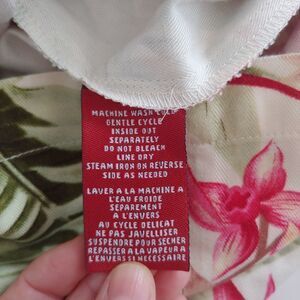 MACHINE WASH COLD
GENTLE CYCLE
INSIDE OUT
SEPARATELY
DO NOT BLEACH
LINE DRY
STEAM IRON ON REVERSE
SIDE AS NEEDED
LAVER A LA MACHINE A
L'EAU FROIDE
SEPAREMENT
A L'ENVERS
AU CYCLE DELICAT
NE PAS JAVELLISER
SUSPENDRE POUR SECHER
REPASSER A LA VAPEUR A
L'ENVERS SI NECESSAIRE